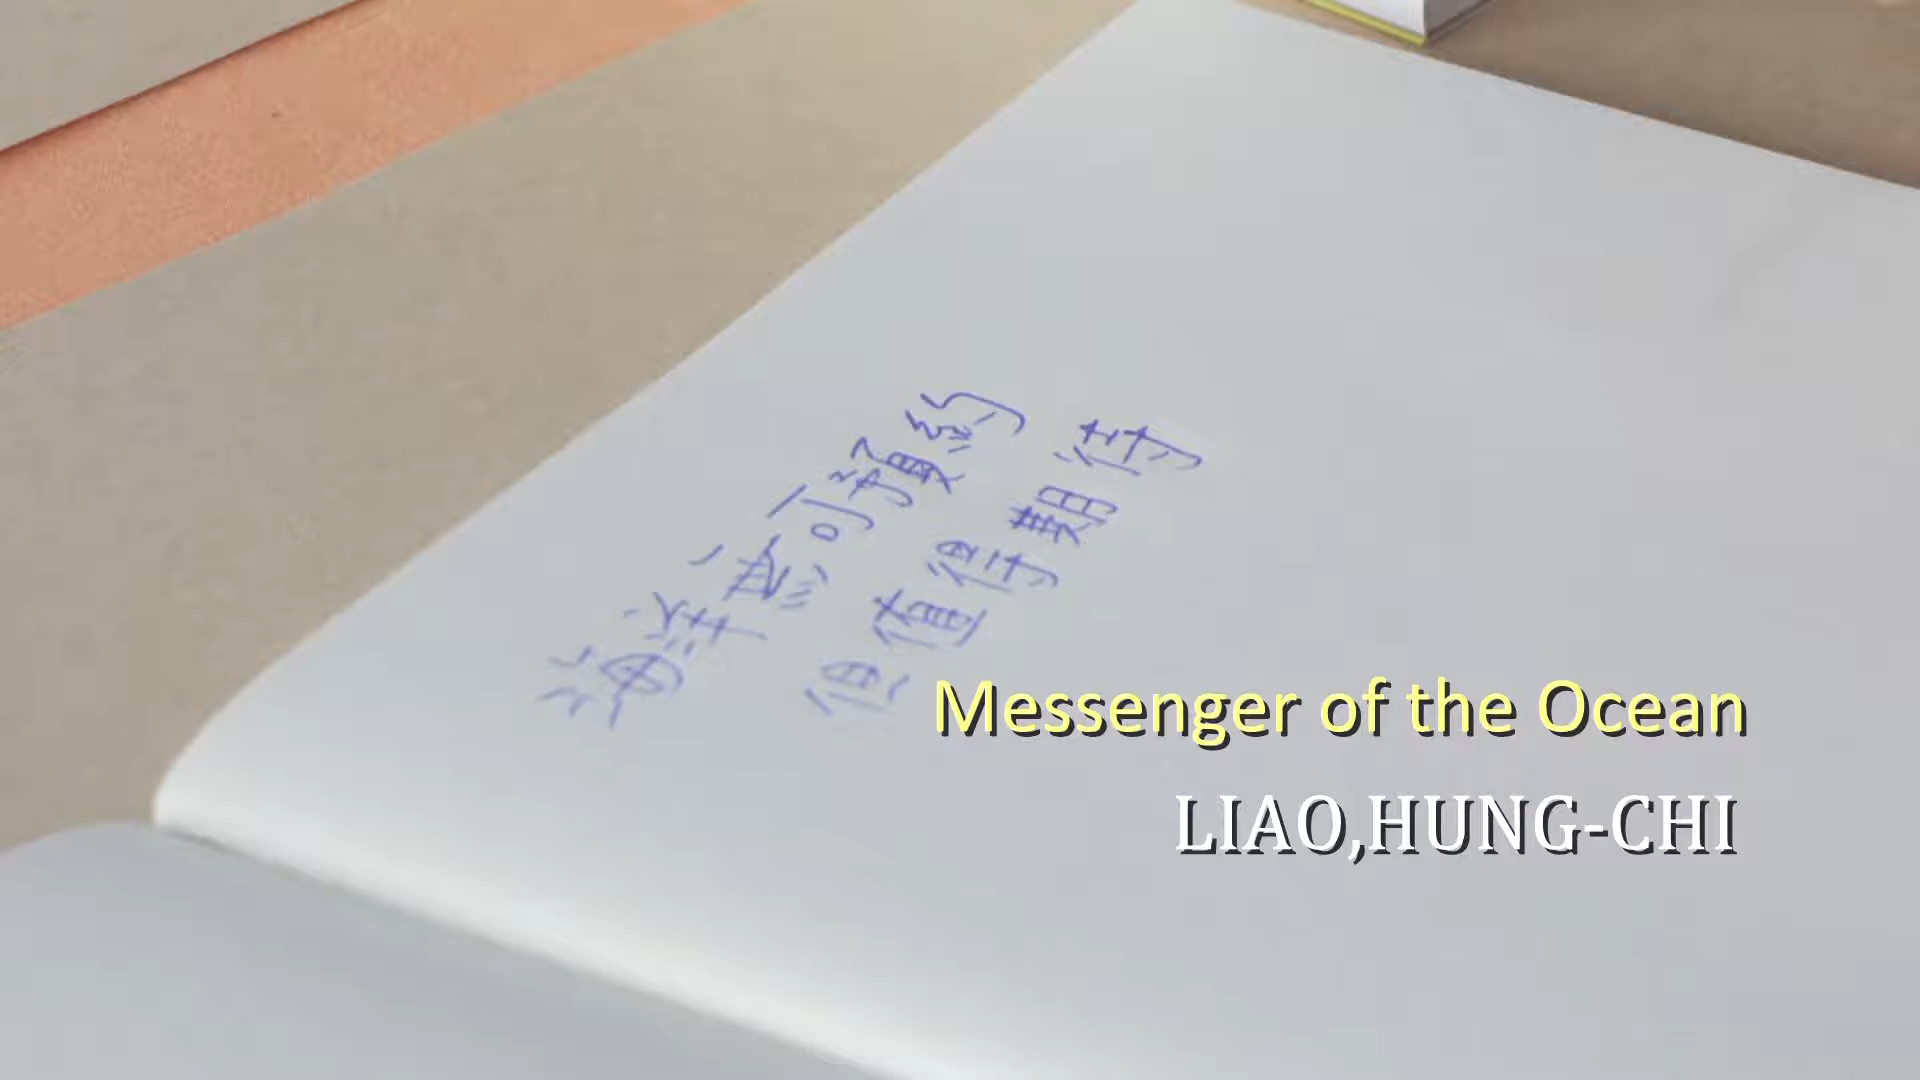 海洋無可預約
但值得期待
Messenger of the Ocean
LIAO,HUNG-CHI